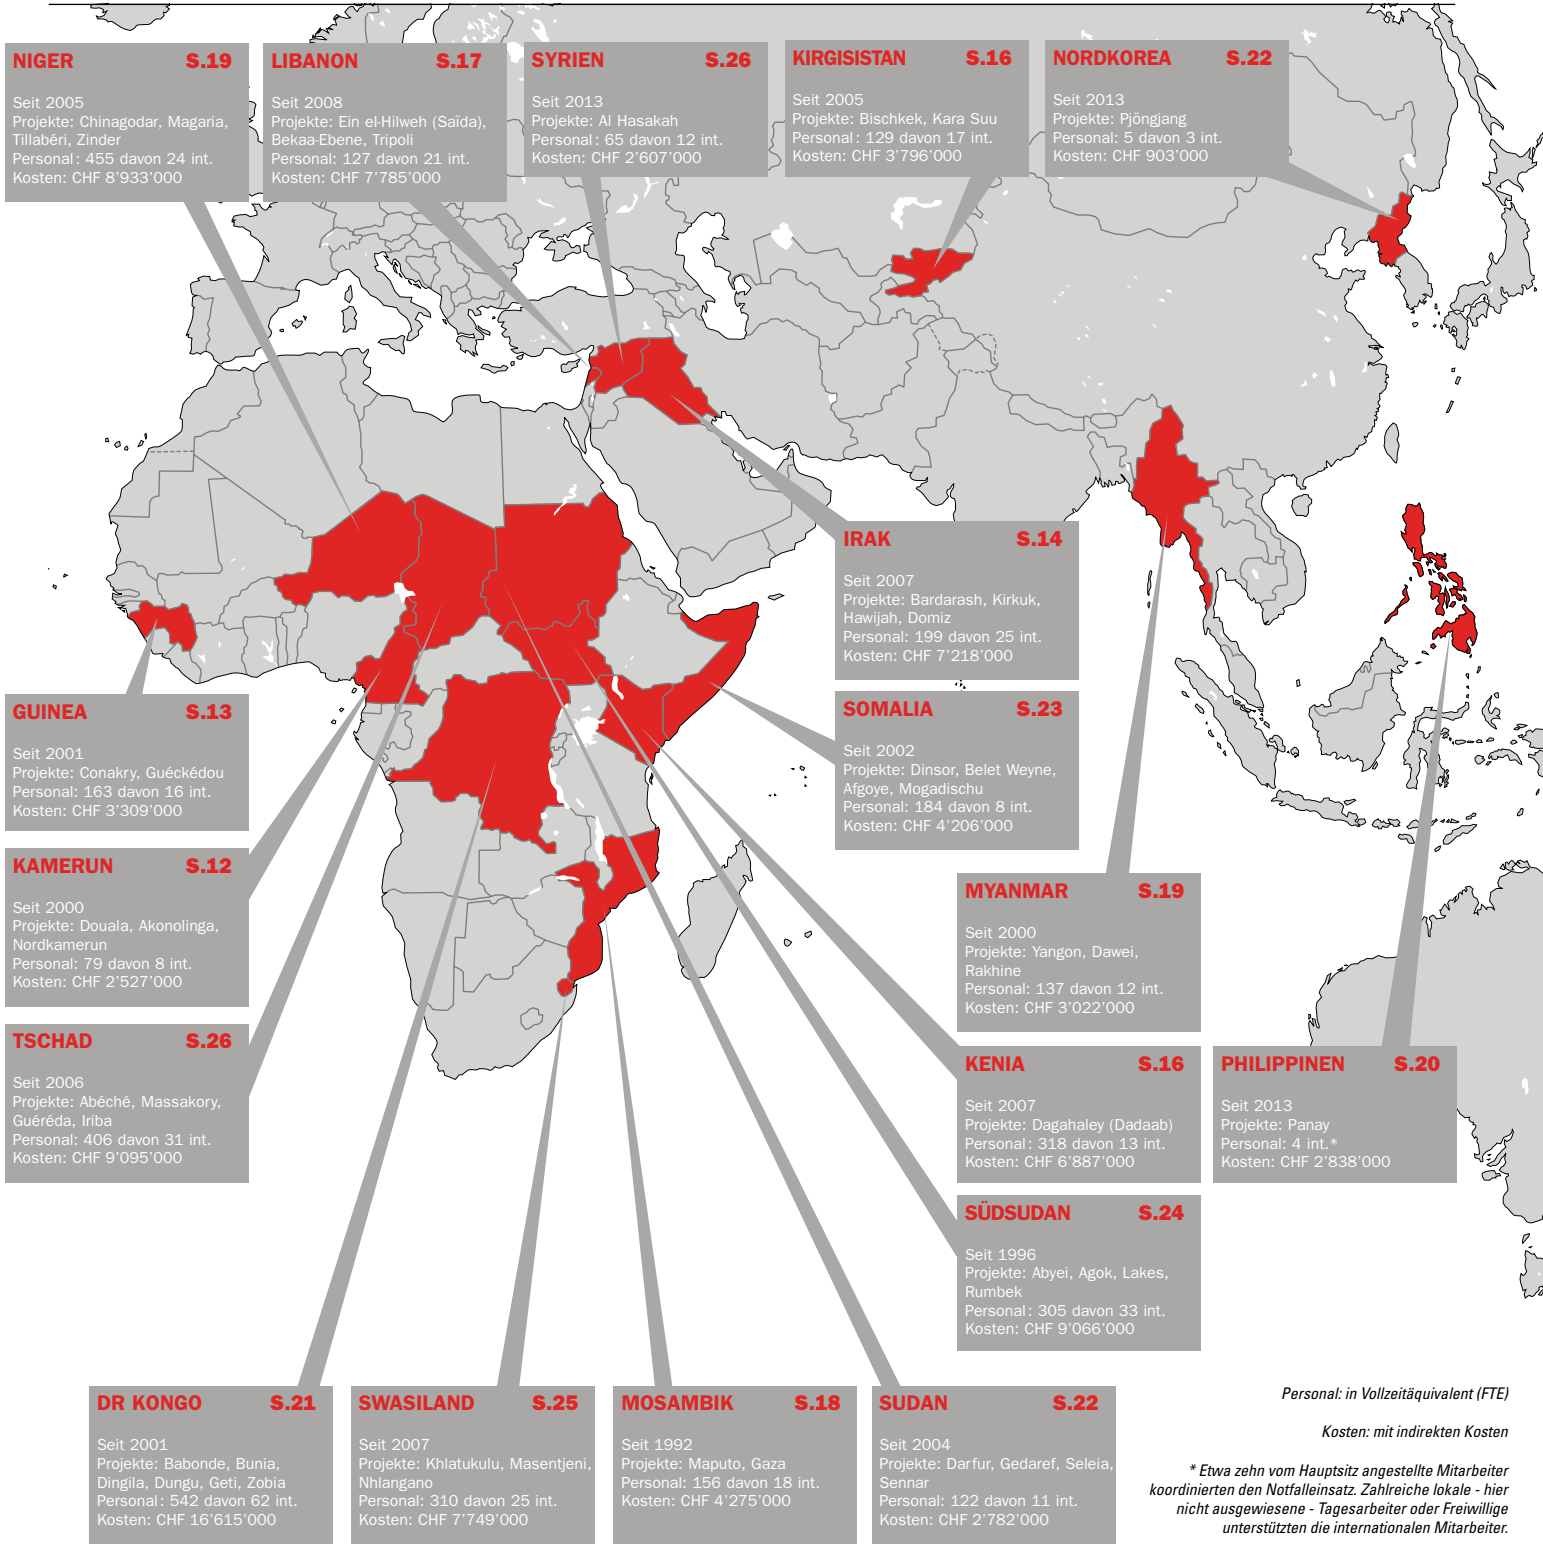 NIGER S.19
Seit 2005
Projekte: Chinagodar, Magaria,
Tillabéri, Zinder
Personal: 455 davon 24 int.
Kosten: CHF 8’933’000
LIBANON S.17
Seit 2008
Projekte: Ein el-Hilweh (Saïda),
Bekaa-Ebene, Tripoli
Personal: 127 davon 21 int.
Kosten: CHF 7’785’000
SYRIEN S.26
Seit 2013
Projekte: Al Hasakah
Personal: 65 davon 12 int.
Kosten: CHF 2’607’000
KIRGISISTAN S.16
Seit 2005
Projekte: Bischkek, Kara Suu
Personal: 129 davon 17 int.
Kosten: CHF 3’796’000
NORDKOREA S.22
Seit 2013
Projekte: Pjöngjang
Personal: 5 davon 3 int.
Kosten: CHF 903’000
IRAK S.14
Seit 2007
Projekte: Bardarash, Kirkuk,
Hawijah, Domiz
Personal: 199 davon 25 int.
Kosten: CHF 7’218’000
GUINEA S.13
Seit 2001
Projekte: Conakry, Guéckédou
Personal: 163 davon 16 int.
Kosten: CHF 3’309’000
SOMALIA S.23
Seit 2002
Projekte: Dinsor, Belet Weyne,
Afgoye, Mogadischu
Personal: 184 davon 8 int.
Kosten: CHF 4’206’000
KAMERUN S.12
Seit 2000
Projekte: Douala, Akonolinga,
Nordkamerun
Personal: 79 davon 8 int.
Kosten: CHF 2’527’000
MYANMAR S.19
Seit 2000
Projekte: Yangon, Dawei,
Rakhine
Personal: 137 davon 12 int.
Kosten: CHF 3’022’000
TSCHAD S.26
Seit 2006
Projekte: Abéché, Massakory,
Guéréda, Iriba
Personal: 406 davon 31 int.
Kosten: CHF 9’095’000
KENIA S.16
Seit 2007
Projekte: Dagahaley (Dadaab)
Personal: 318 davon 13 int.
Kosten: CHF 6’887’000
PHILIPPINEN S.20
Seit 2013
Projekte: Panay
Personal: 4 int.*
Kosten: CHF 2’838’000
SÜDSUDAN S.24
Seit 1996
Projekte: Abyei, Agok, Lakes,
Rumbek
Personal: 305 davon 33 int.
Kosten: CHF 9’066’000
DR KONGO S.21
Seit 2001
Projekte: Babonde, Bunia,
Dingila, Dungu, Geti, Zobia
Personal: 542 davon 62 int.
Kosten: CHF 16’615’000
SWASILAND S.25
Seit 2007
Projekte: Khlatukulu, Masentjeni,
Nhlangano
Personal: 310 davon 25 int.
Kosten: CHF 7’749’000
MOSAMBIK S.18
Seit 1992
Projekte: Maputo, Gaza
Personal: 156 davon 18 int.
Kosten: CHF 4’275’000
SUDAN S.22
Seit 2004
Projekte: Darfur, Gedaref, Seleia,
Sennar
Personal: 122 davon 11 int.
Kosten: CHF 2’782’000
Personal: in Vollzeitäquivalent (FTE)
Kosten: mit indirekten Kosten
* Etwa zehn vom Hauptsitz angestellte Mitarbeiter
koordinierten den Notfalleinsatz. Zahlreiche lokale - hier
nicht ausgewiesene - Tagesarbeiter oder Freiwillige
unterstützten die internationalen Mitarbeiter.